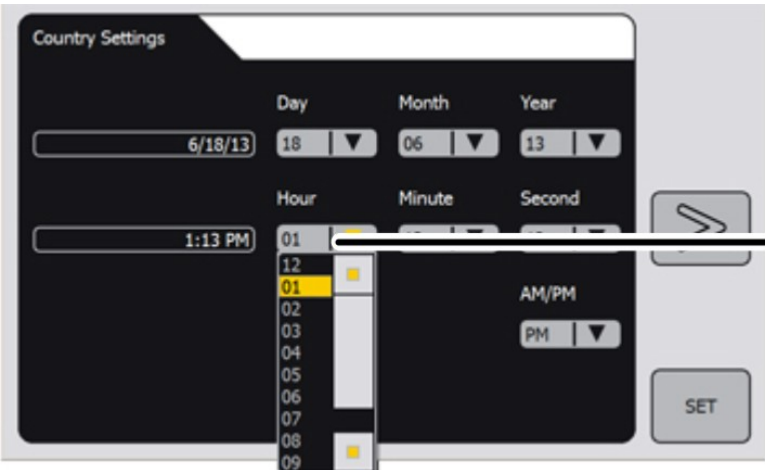 Country Settings
Day Month Year
6/18/13 18 06 13
Hour Minute Second
1:13 PM 01
12
01
AM/PM
02
03
PM
04
05
06
SET
07
08
09